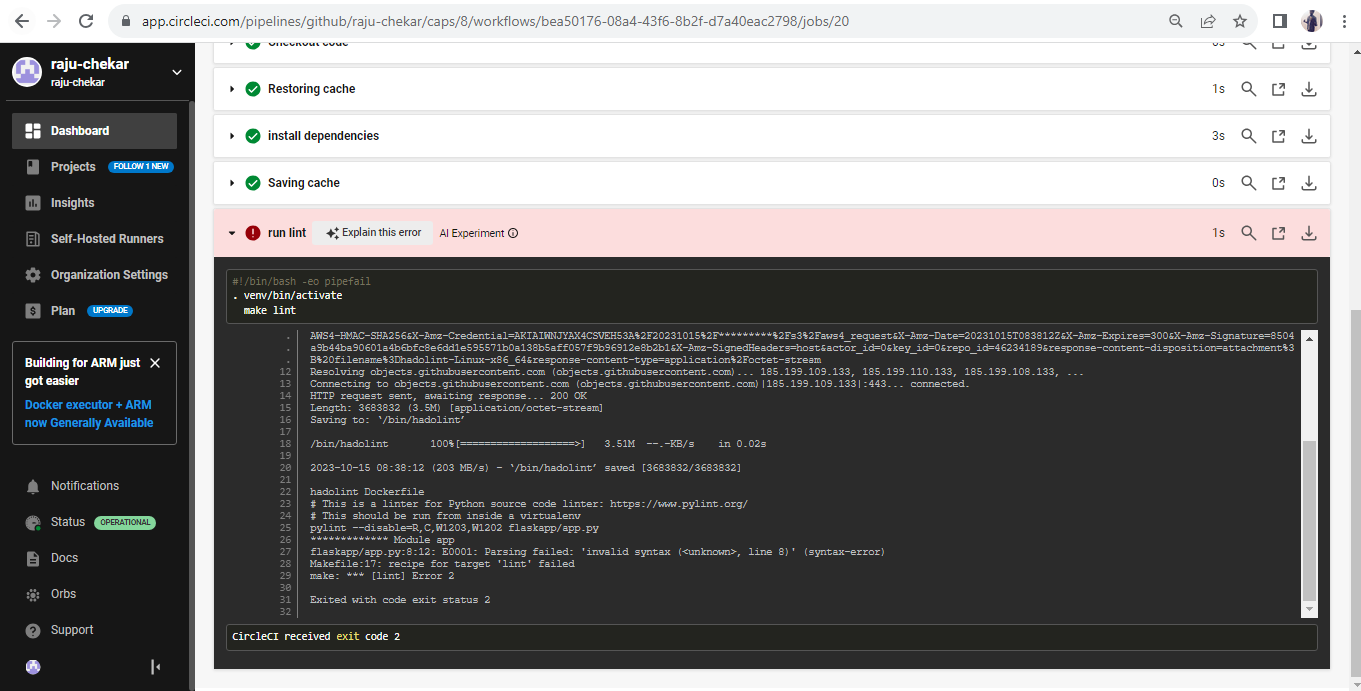 app.circleci.com/pipelines/github/raju-chekar/caps/8/workflows/bea50176-08a4-43f6-8b2f-d7a40eac2798/jobs/20
raju-chekar
raju-chekar
Dashboard
Projects FOLLOW 1 NEW
Insights
Self-Hosted Runners
Organization Settings
Plan UPGRADE
Building for ARM just
got easier
Docker executor + ARM
now Generally Available
Notifications
Status OPERATIONAL
Docs
Orbs
Support
Checkout code 0s
Restoring cache 1s
install dependencies 3s
Saving cache 0s
run lint Explain this error AI Experiment 1s
#!/bin/bash -eo pipefail
. venv/bin/activate
make lint
. AWS4-HMAC-SHA256&X-Amz-Credential=AKIAIWNJYAX4CSVEH53A%2F20231015%2F*********%2Fs3%2Faws4_request&X-Amz-Date=20231015T083812Z&X-Amz-Expires=300&X-Amz-Signature=8504
. a9b44ba90601a4b6bfc8e6dd1e595571b0a138b5aff057f9b96912e8b2b1&X-Amz-SignedHeaders=host&actor_id=0&key_id=0&repo_id=46234189&response-content-disposition=attachment%3
. B%20filename%3Dhadolint-Linux-x86_64&response-content-type=application%2Foctet-stream
12 Resolving objects.githubusercontent.com (objects.githubusercontent.com)... 185.199.109.133, 185.199.110.133, 185.199.108.133, ...
13 Connecting to objects.githubusercontent.com (objects.githubusercontent.com)|185.199.109.133|:443... connected.
14 HTTP request sent, awaiting response... 200 OK
15 Length: 3683832 (3.5M) [application/octet-stream]
16 Saving to: ‘/bin/hadolint’
17
18 /bin/hadolint 100%[===================>] 3.51M --.-KB/s in 0.02s
19
20 2023-10-15 08:38:12 (203 MB/s) - ‘/bin/hadolint’ saved [3683832/3683832]
21
22 hadolint Dockerfile
23 # This is a linter for Python source code linter: https://www.pylint.org/
24 # This should be run from inside a virtualenv
25 pylint --disable=R,C,W1203,W1202 flaskapp/app.py
26 ************* Module app
27 flaskapp/app.py:8:12: E0001: Parsing failed: 'invalid syntax (<unknown>, line 8)' (syntax-error)
28 Makefile:17: recipe for target 'lint' failed
29 make: *** [lint] Error 2
30
31 Exited with code exit status 2
32
CircleCI received exit code 2